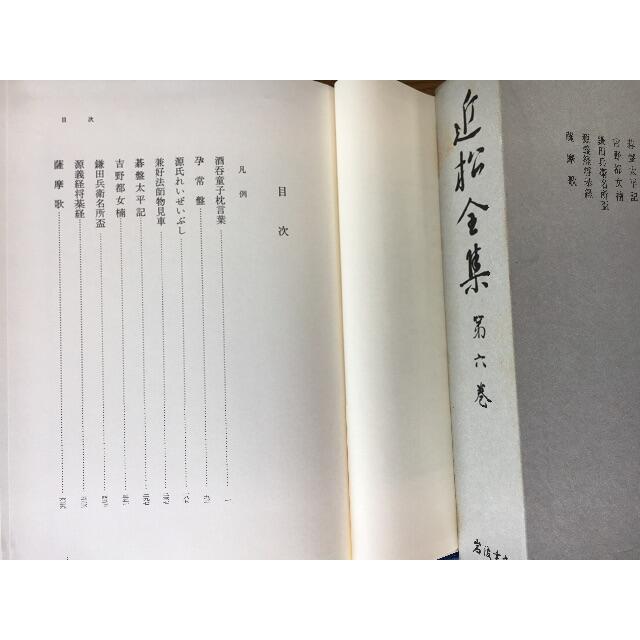 目次
凡例
酒呑童子枕言葉
孕常盤
源氏れいぜいぶし
兼好法師物見車
碁盤太平記
吉野都女楠
鎌田兵衛名所盃
源義経将棊経
薩摩歌
目次
近松全集 第六巻
岩波書
碁盤太平記
吉野都女楠
鎌田兵衛名所盃
源義経将棊経
薩摩歌